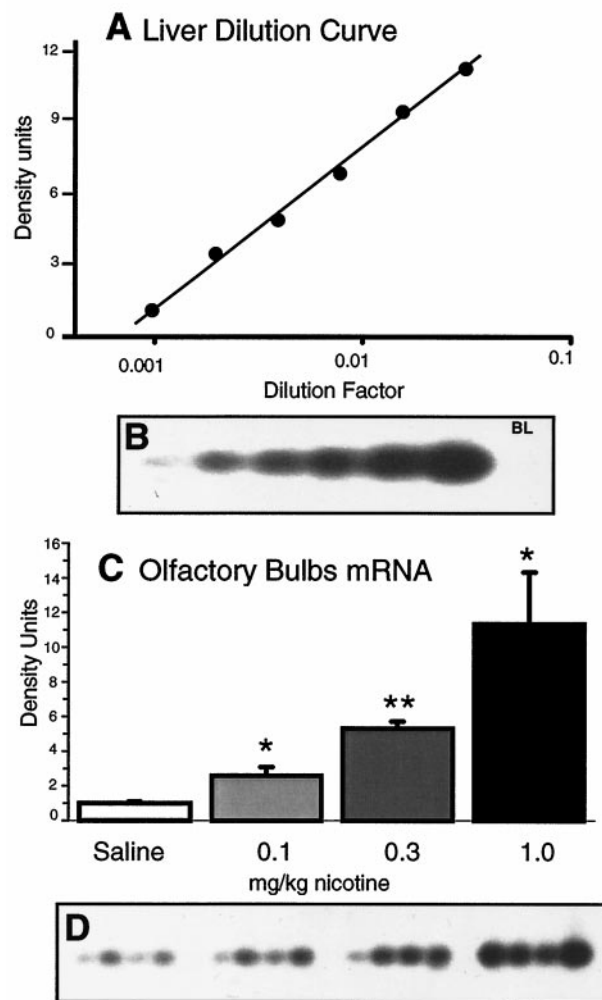 A Liver Dilution Curve
12
9
6
3
0
Density units
0.001 0.01 0.1
Dilution Factor
B BL
C Olfactory Bulbs mRNA
16
14
12
10
8
6
4
2
0
Density Units
* ** *
Saline 0.1 0.3 1.0
mg/kg nicotine
D